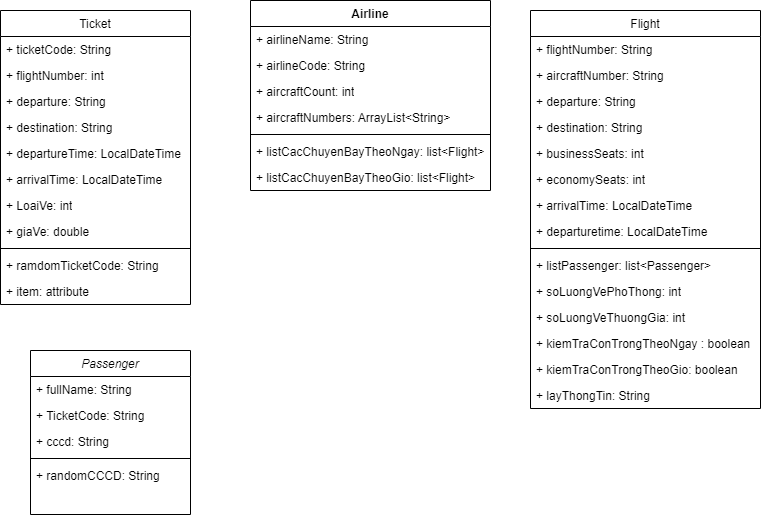 Ticket
+ ticketCode: String
+ flightNumber: int
+ departure: String
+ destination: String
+ departureTime: LocalDateTime
+ arrivalTime: LocalDateTime
+ LoaiVe: int
+ giaVe: double
+ ramdomTicketCode: String
+ item: attribute
Airline
+ airlineName: String
+ airlineCode: String
+ aircraftCount: int
+ aircraftNumbers: ArrayList<String>
+ listCacChuyenBayTheoNgay: list<Flight>
+ listCacChuyenBayTheoGio: list<Flight>
Flight
+ flightNumber: String
+ aircraftNumber: String
+ departure: String
+ destination: String
+ businessSeats: int
+ economySeats: int
+ arrivalTime: LocalDateTime
+ departuretime: LocalDateTime
+ listPassenger: list<Passenger>
+ soLuongVePhoThong: int
+ soLuongVeThuongGia: int
+ kiemTraConTrongTheoNgay : boolean
+ kiemTraConTrongTheoGio: boolean
+ layThongTin: String
Passenger
+ fullName: String
+ TicketCode: String
+ cccd: String
+ randomCCCD: String